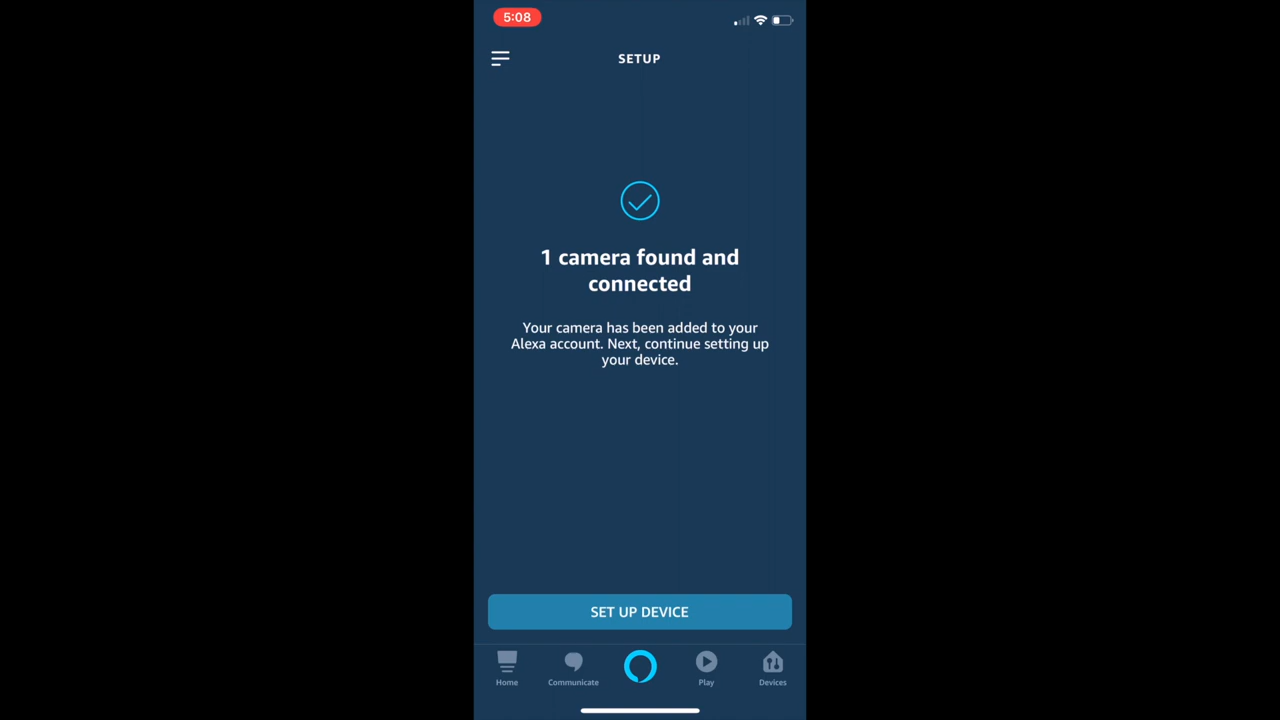 5:08
SETUP
1 camera found and
connected
Your camera has been added to your
Alexa account. Next, continue setting up
your device.
SET UP DEVICE
Home
Communicate
Play
Devices